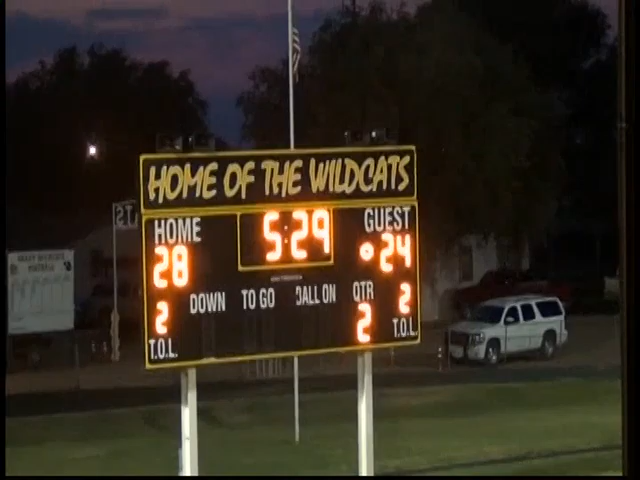 HOME OF THE WILDCATS
HOME 5:29 GUEST
28 24
DOWN TO GO BALL ON QTR
2 2 2
T.O.L. T.O.L.